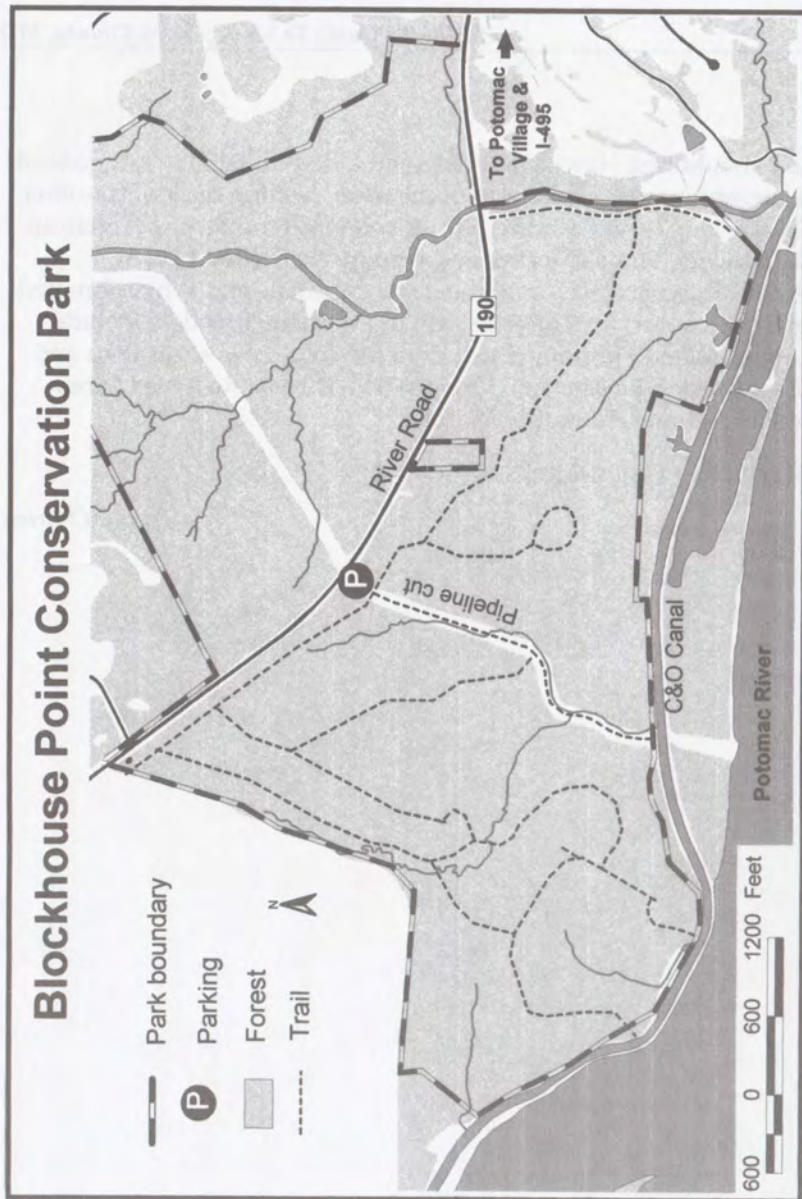 Blockhouse Point Conservation Park
Park boundary
P
Parking
Forest
Trail
N
River Road
190
To Potomac
Village &
I-495
P
Pipeline cut
C&O Canal
Potomac River
600 0 600 1200 Feet